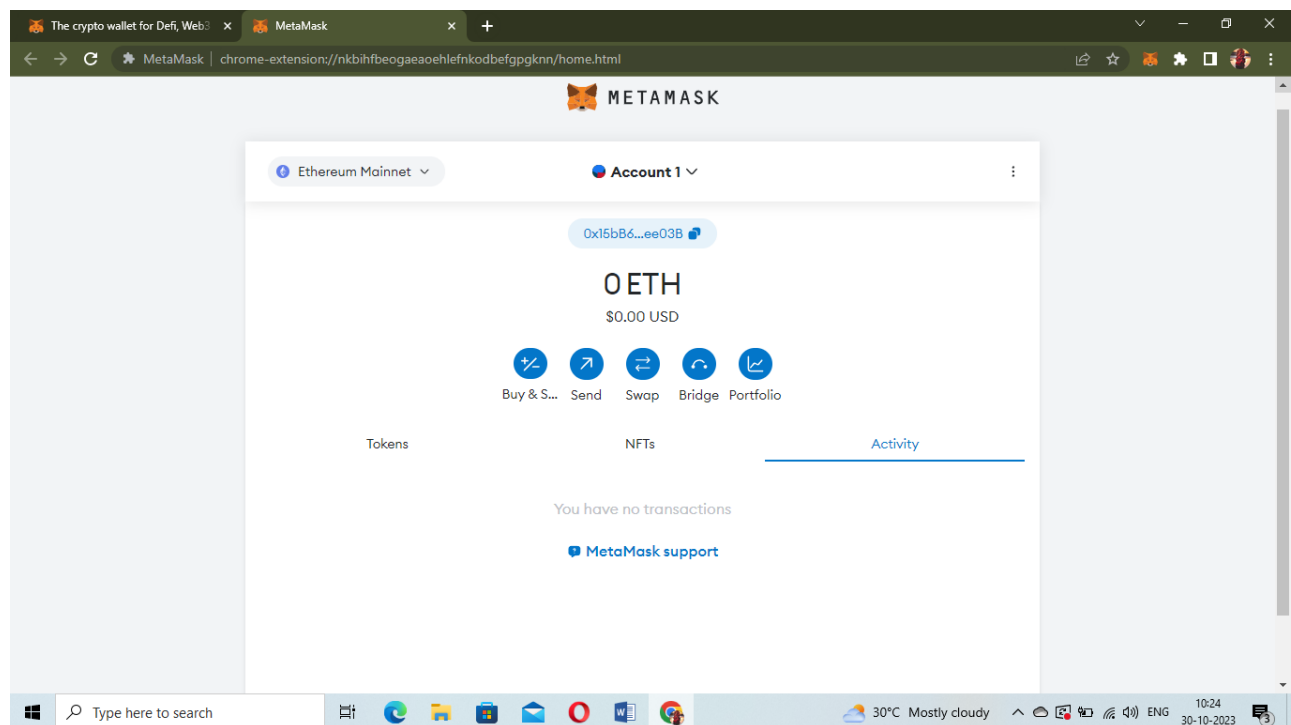 The crypto wallet for Defi, Web3
MetaMask
MetaMask
chrome-extension://nkbihfbeogaeaoehlefnkodbefgpgknn/home.html
METAMASK
Ethereum Mainnet
Account 1
0x15bB6...ee03B
0 ETH
$0.00 USD
Buy & S... Send Swap Bridge Portfolio
Tokens NFTs Activity
You have no transactions
MetaMask support
Type here to search
30°C Mostly cloudy
ENG
10:24
30-10-2023
3